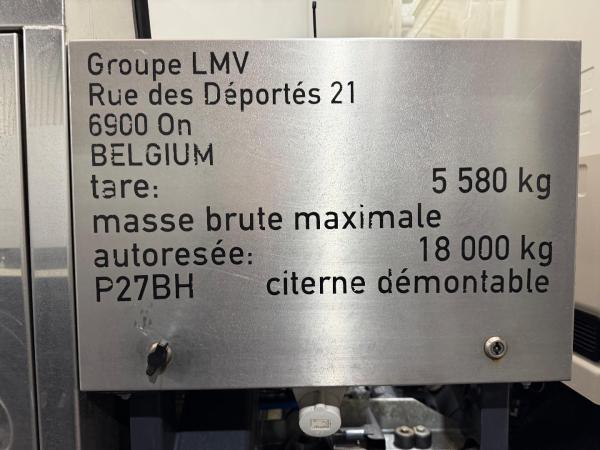 Groupe LMV
Rue des Déportés 21
6900 On
BELGIUM
tare: 5 580 kg
masse brute maximale
autoresée: 18 000 kg
P27BH citerne démontable